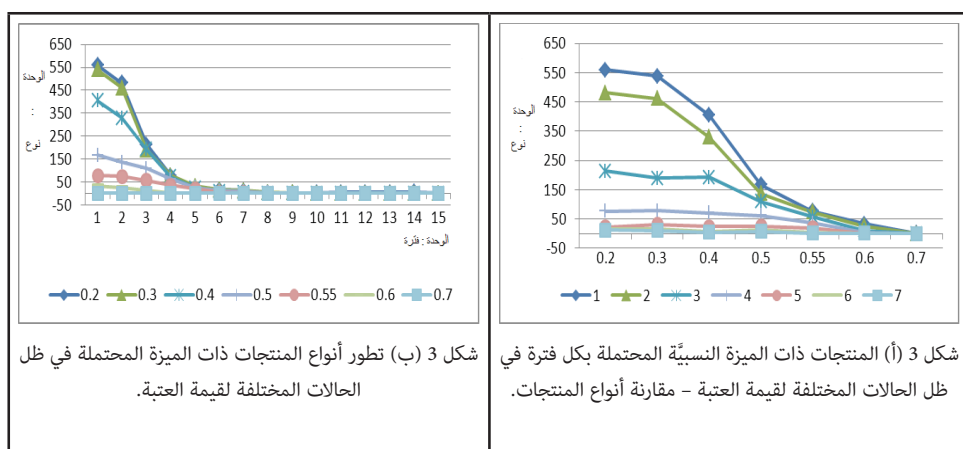 650
550
450
350
250
150
50
-50
الوحدة
:
نوع
0.2 0.3 0.4 0.5 0.55 0.6 0.7
1 2 3 4 5 6 7
شكل 3 (أ) المنتجات ذات الميزة النسبيَّة المحتملة بكل فترة في
ظل الحالات المختلفة لقيمة العتبة – مقارنة أنواع المنتجات.
650
550
450
350
250
150
50
-50
الوحدة
:
نوع
1 2 3 4 5 6 7 8 9 10 11 12 13 14 15
الوحدة : فترة
0.2 0.3 0.4 0.5 0.55 0.6 0.7
شكل 3 (ب) تطور أنواع المنتجات ذات الميزة المحتملة في ظل
الحالات المختلفة لقيمة العتبة.